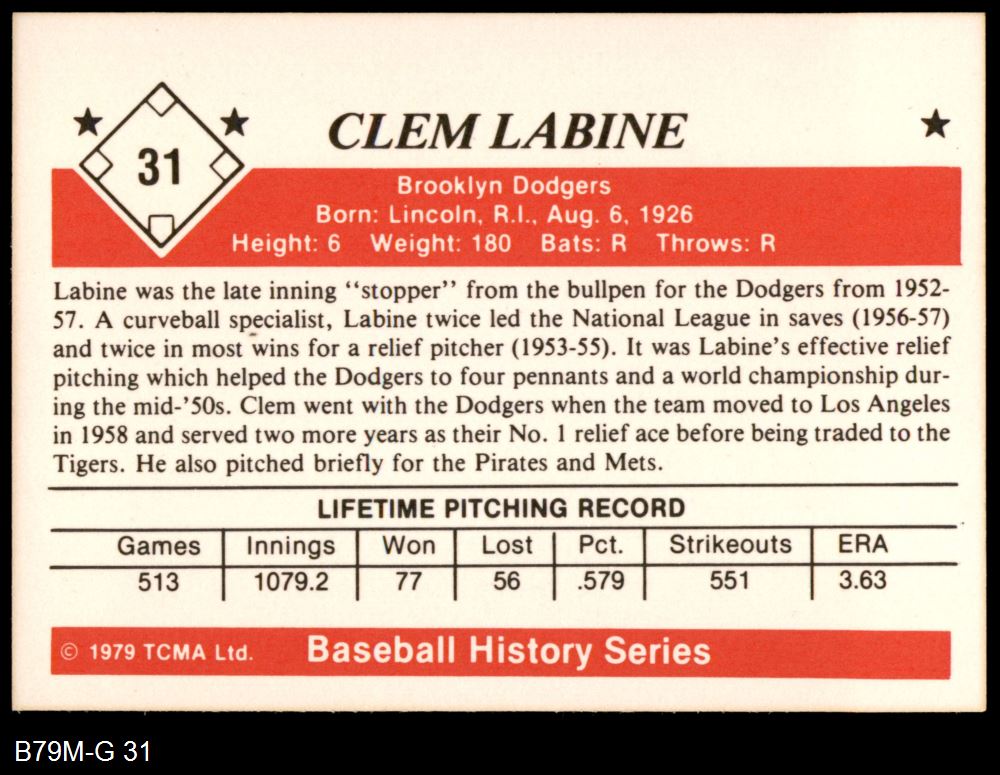 31
CLEM LABINE
Brooklyn Dodgers
Born: Lincoln, R.I., Aug. 6, 1926
Height: 6 Weight: 180 Bats: R Throws: R
Labine was the late inning "stopper" from the bullpen for the Dodgers from 1952-
57. A curveball specialist, Labine twice led the National League in saves (1956-57)
and twice in most wins for a relief pitcher (1953-55). It was Labine's effective relief
pitching which helped the Dodgers to four pennants and a world championship dur-
ing the mid-'50s. Clem went with the Dodgers when the team moved to Los Angeles
in 1958 and served two more years as their No. 1 relief ace before being traded to the
Tigers. He also pitched briefly for the Pirates and Mets.
LIFETIME PITCHING RECORD
Games Innings Won Lost Pct. Strikeouts ERA
513 1079.2 77 56 .579 551 3.63
© 1979 TCMA Ltd. Baseball History Series
B79M-G 31